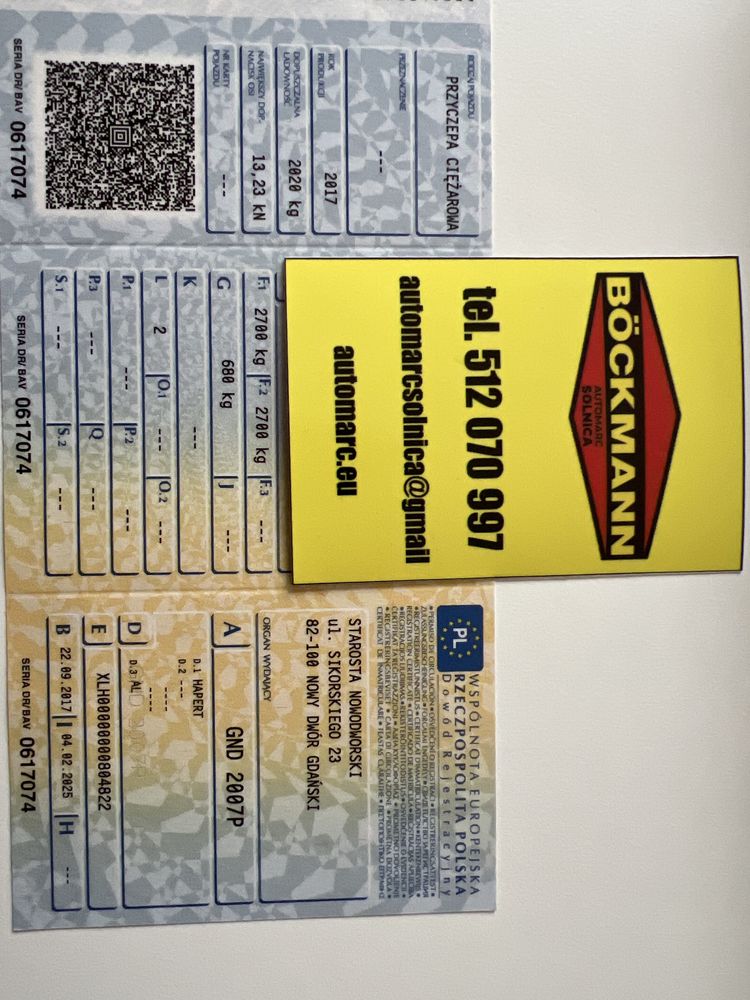 WSPÓLNOTA EUROPEJSKA
RZECZPOSPOLITA POLSKA
Dowód Rejestracyjny
PL
ORGAN WYDAJĄCY
STAROSTA NOWODWORSKI
ul. SIKORSKIEGO 23
82-100 NOWY DWÓR GDAŃSKI
A GND 2007P
D D.1 HAPERT
D.2 ---
----
----
D.3 AL
E XLH00000000804822
B 22.09.2017 I 04.02.2025 H ---
SERIA DR/BAV 0617074
F.1 2700 kg F.2 2700 kg F.3 ---
G 680 kg J ---
K ---
L 2 O.1 --- O.2 ---
P.1 --- P.2 ---
P.3 --- Q ---
S.1 --- S.2 ---
SERIA DR/BAV 0617074
RODZAJ POJAZDU
PRZYCZEPA CIĘŻAROWA
PRZEZNACZENIE
---
ROK PRODUKCJI 2017
DOPUSZCZALNA ŁADOWNOŚĆ 2020 kg
NAJWIĘKSZY DOP. NACISK OSI 13,23 kN
NR KARTY POJAZDU ---
SERIA DR/BAV 0617074
BÖCKMANN
AUTOMARC
SOLNICA
tel. 512 070 997
automarcsolnica@gmail
automarc.eu